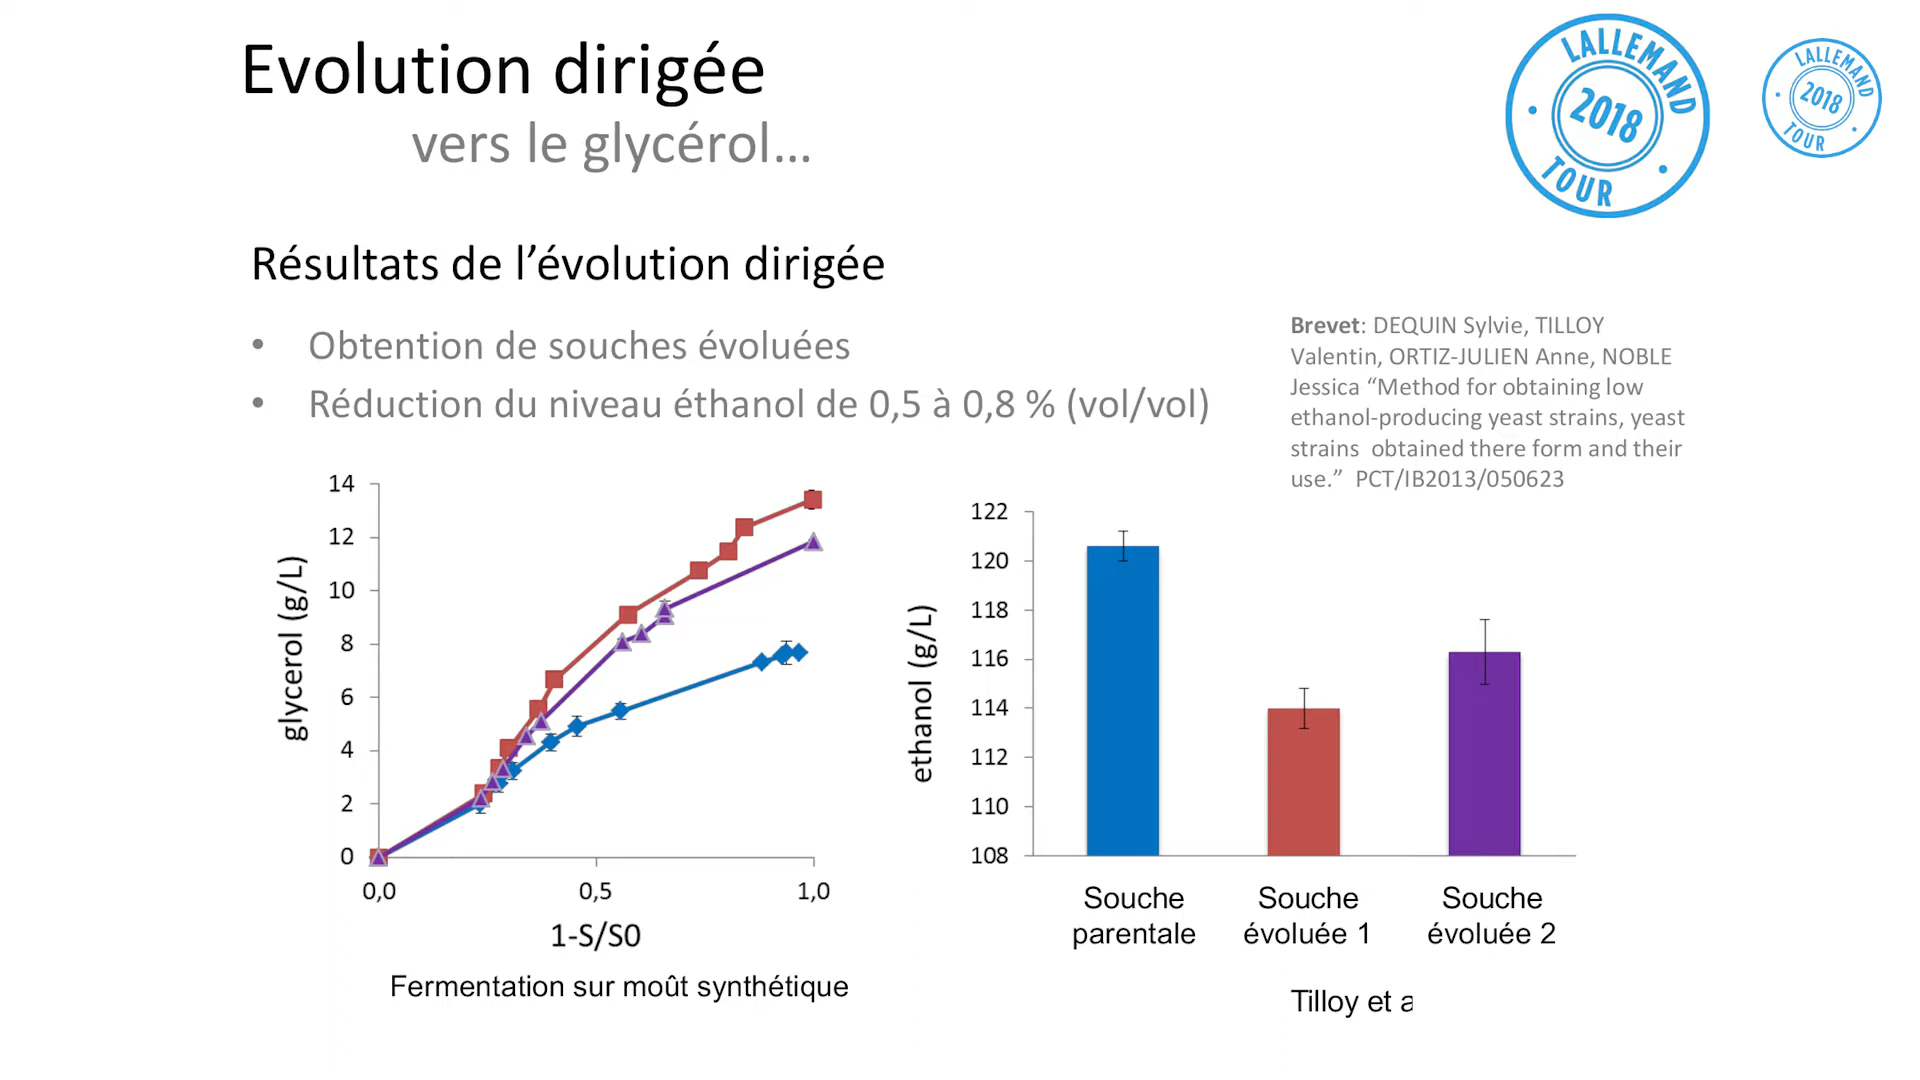 Evolution dirigée
vers le glycérol...
LALLEMAND
2018
TOUR
LALLEMAND
2018
TOUR
Résultats de l’évolution dirigée
• Obtention de souches évoluées
• Réduction du niveau éthanol de 0,5 à 0,8 % (vol/vol)
Brevet: DEQUIN Sylvie, TILLOY
Valentin, ORTIZ-JULIEN Anne, NOBLE
Jessica “Method for obtaining low
ethanol-producing yeast strains, yeast
strains obtained there form and their
use.” PCT/IB2013/050623
glycerol (g/L)
14
12
10
8
6
4
2
0
0,0
0,5
1,0
1-S/S0
Fermentation sur moût synthétique
ethanol (g/L)
122
120
118
116
114
112
110
108
Souche
parentale
Souche
évoluée 1
Souche
évoluée 2
Tilloy et